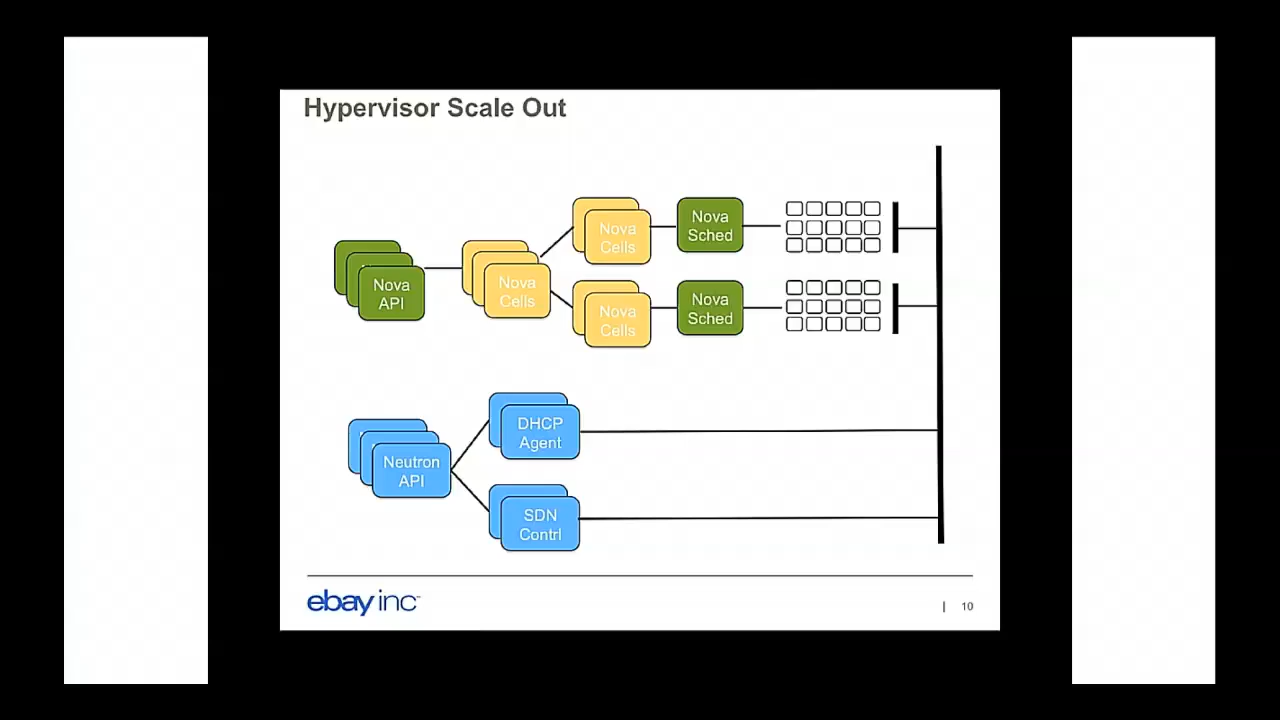 Hypervisor Scale Out
Nova
Cells
Nova
Sched
Nova
API
Nova
Cells
Nova
Cells
Nova
Sched
DHCP
Agent
Neutron
API
SDN
Contrl
ebay inc™
| 10